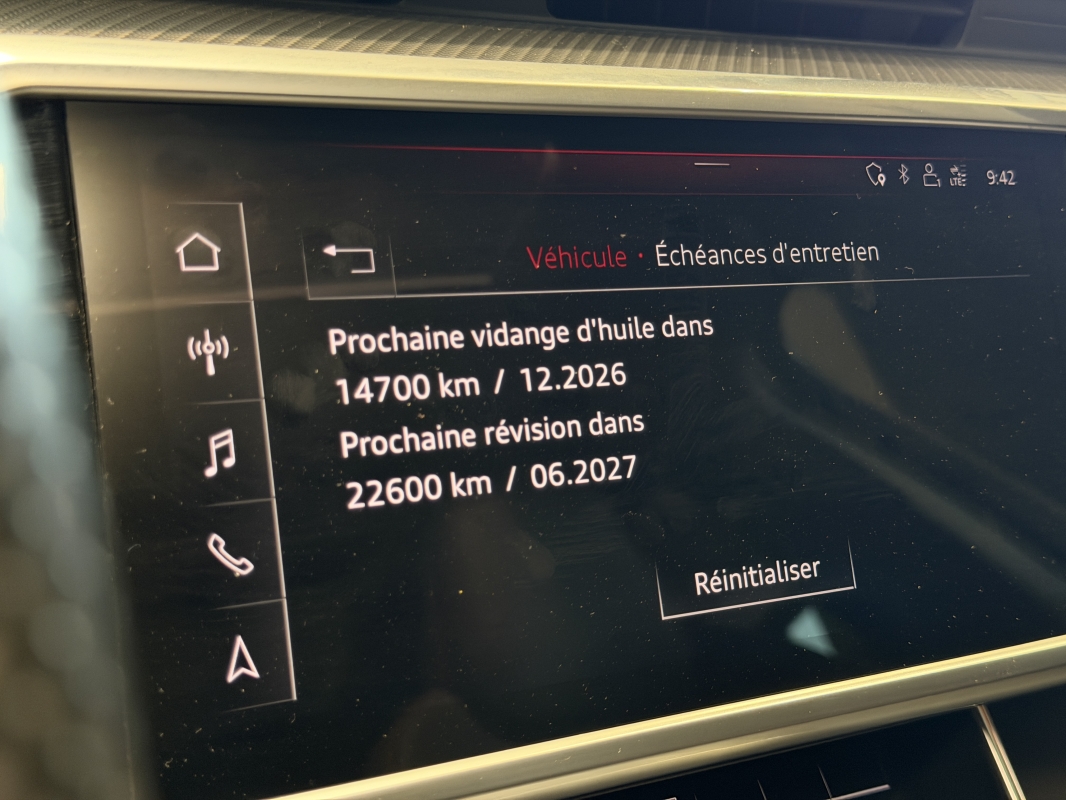 LTE
9:42
Véhicule · Échéances d'entretien
Prochaine vidange d'huile dans
14700 km / 12.2026
Prochaine révision dans
22600 km / 06.2027
Réinitialiser